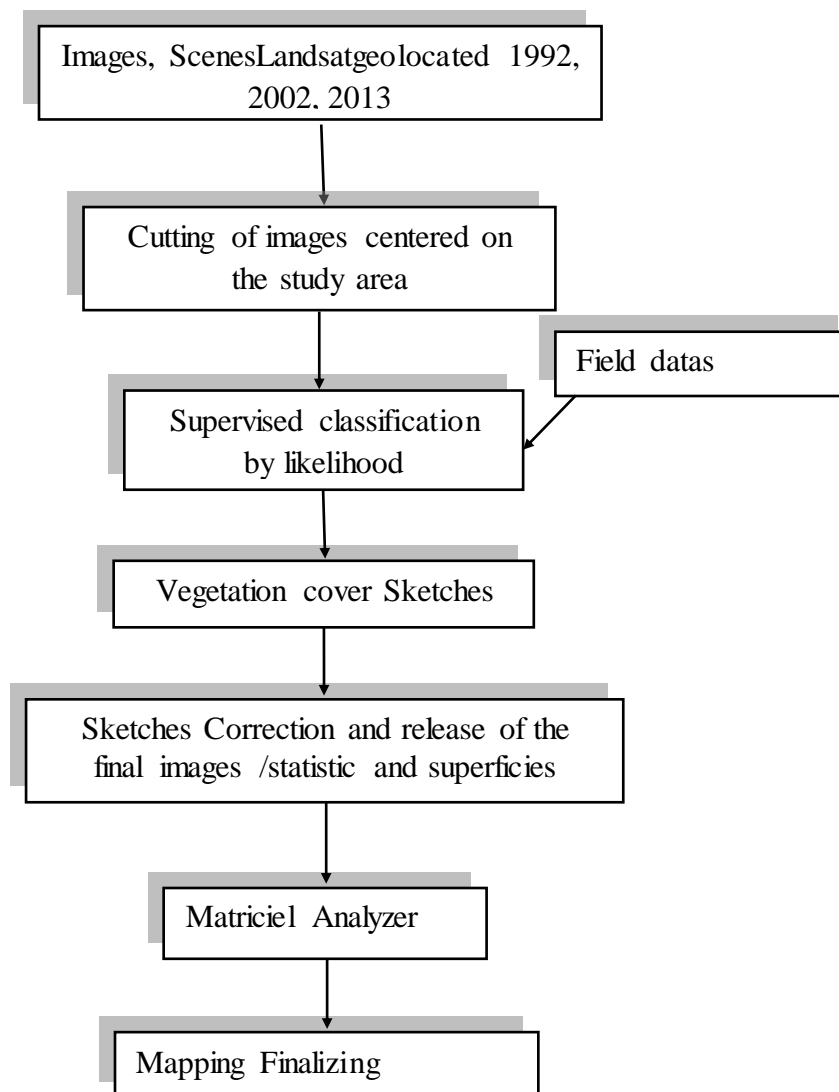 Images, ScenesLandsatgeolocated 1992,
2002, 2013
Cutting of images centered on
the study area
Field datas
Supervised classification
by likelihood
Vegetation cover Sketches
Sketches Correction and release of the
final images /statistic and superficies
Matriciel Analyzer
Mapping Finalizing